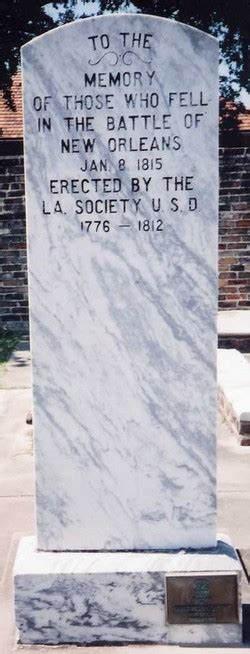 TO THE
MEMORY
OF THOSE WHO FELL
IN THE BATTLE OF
NEW ORLEANS
JAN. 8. 1815
ERECTED BY THE
LA. SOCIETY U.S.D.
1776 — 1812